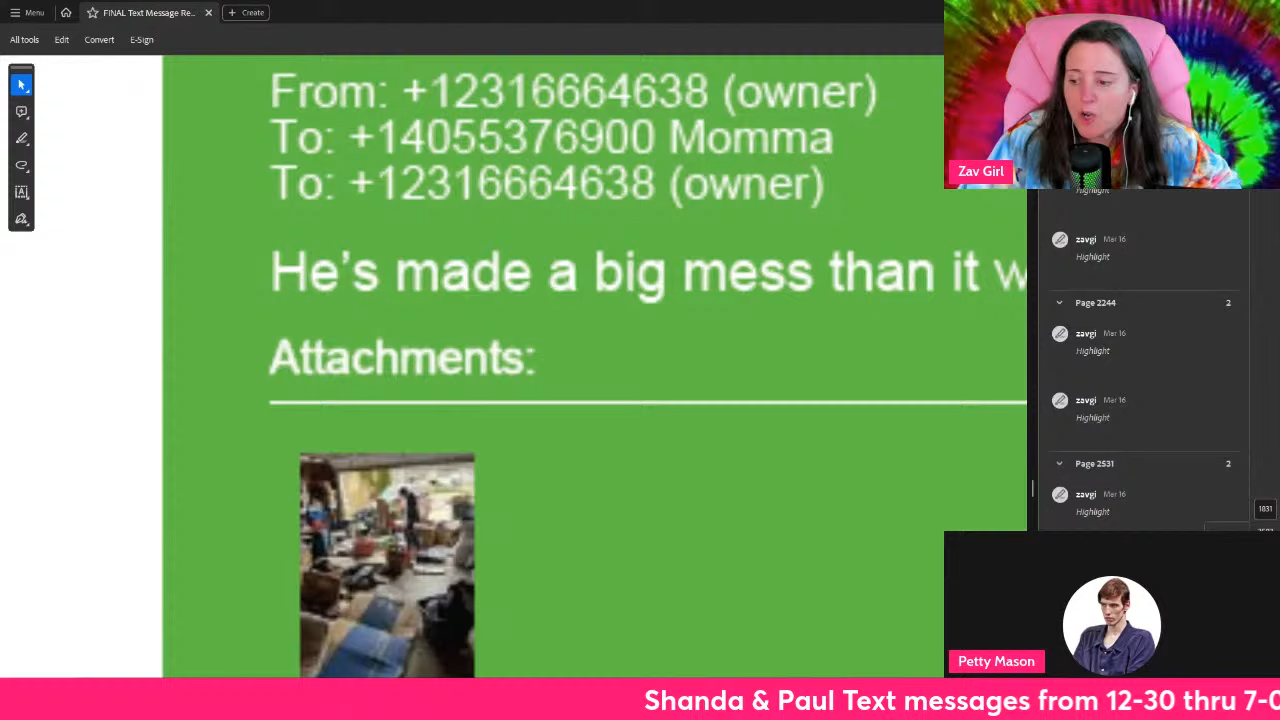 Menu
FINAL Text Message Re...
Create
All tools
Edit
Convert
E-Sign
From: +12316664638 (owner)
To: +14055376900 Momma
To: +12316664638 (owner)
He's made a big mess than it w
Attachments:
Zav Girl
Highlight
zavgi Mar 16
Highlight
Page 2244 2
zavgi Mar 16
Highlight
zavgi Mar 16
Highlight
Page 2531 2
zavgi Mar 16
Highlight
1831
Petty Mason
Shanda & Paul Text messages from 12-30 thru 7-0